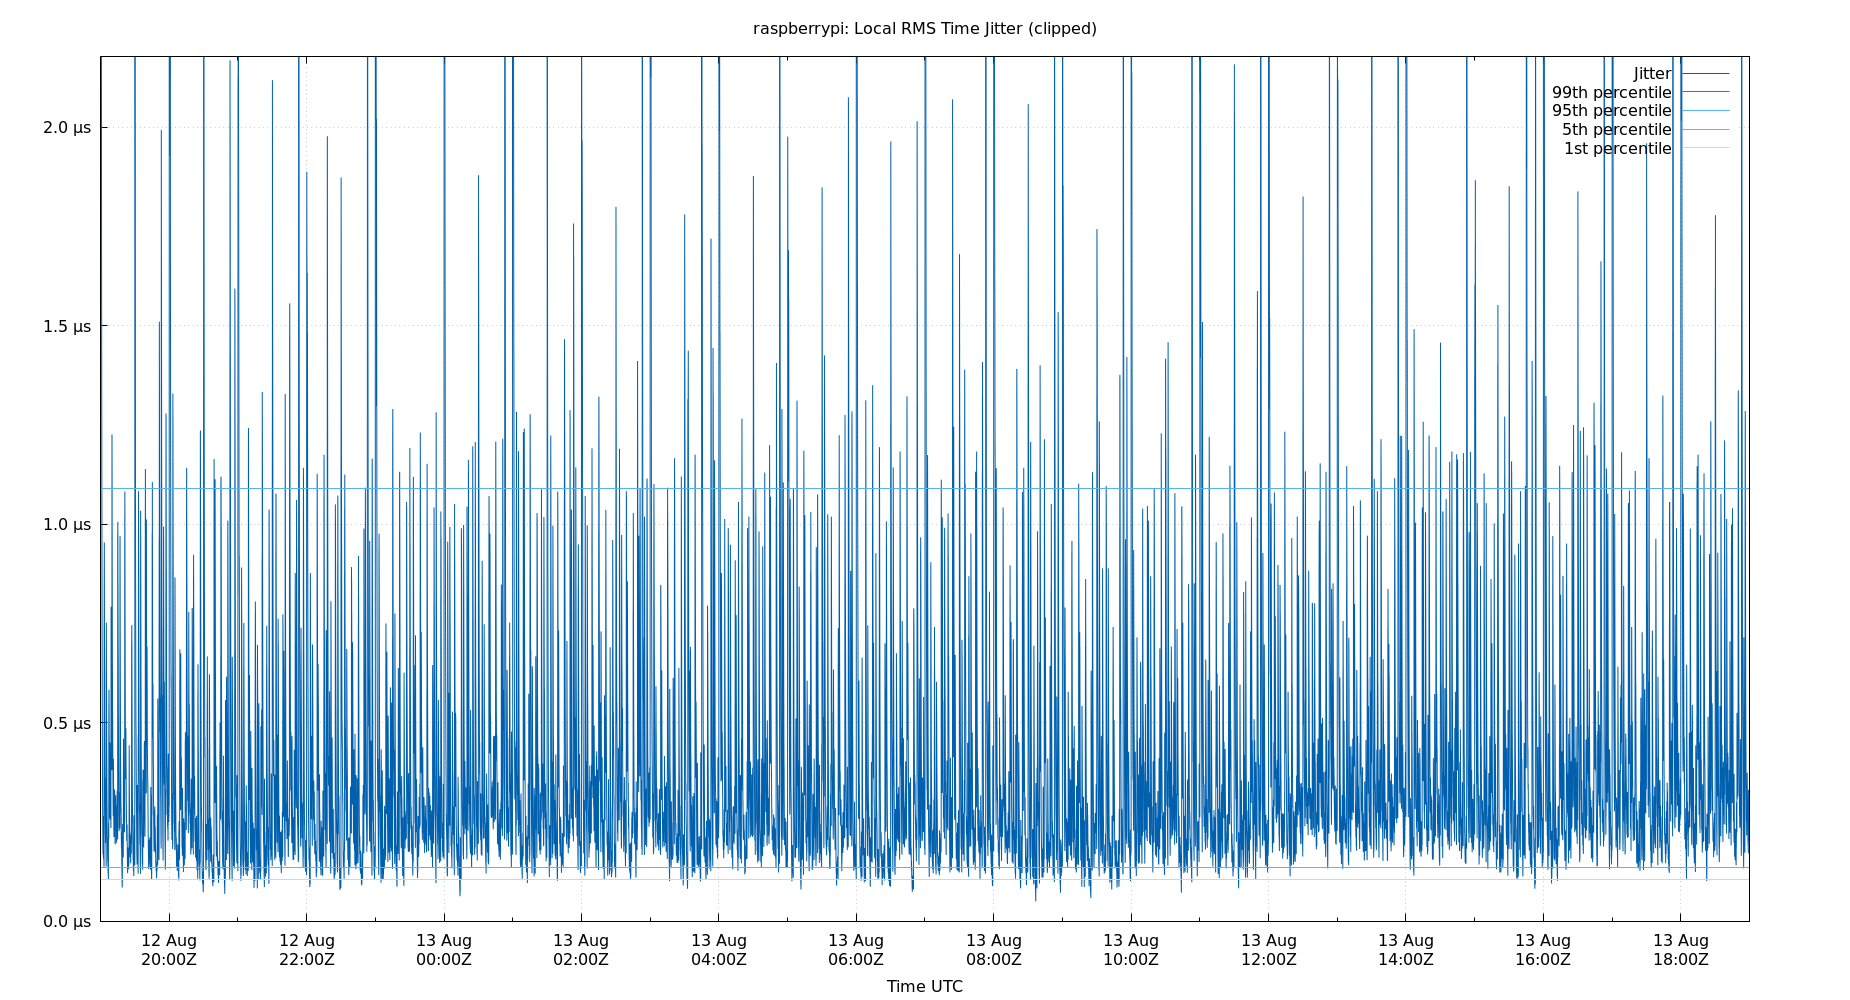 raspberrypi: Local RMS Time Jitter (clipped)
Jitter
99th percentile
95th percentile
5th percentile
1st percentile
2.0 µs
1.5 µs
1.0 µs
0.5 µs
0.0 µs
12 Aug 12 Aug 13 Aug 13 Aug 13 Aug 13 Aug 13 Aug 13 Aug 13 Aug 13 Aug 13 Aug 13 Aug
20:00Z 22:00Z 00:00Z 02:00Z 04:00Z 06:00Z 08:00Z 10:00Z 12:00Z 14:00Z 16:00Z 18:00Z
Time UTC